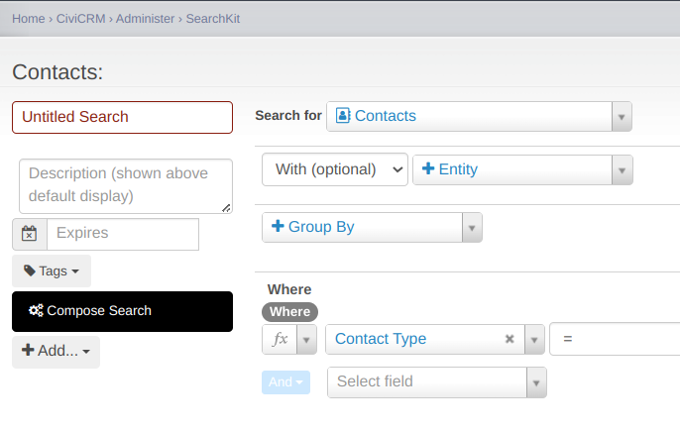 Home › CiviCRM › Administer › SearchKit
Contacts:
Untitled Search
Description (shown above
default display)
Expires
Tags
Compose Search
Add...
Search for Contacts
With (optional) Entity
Group By
Where
Where
fx Contact Type × =
And Select field